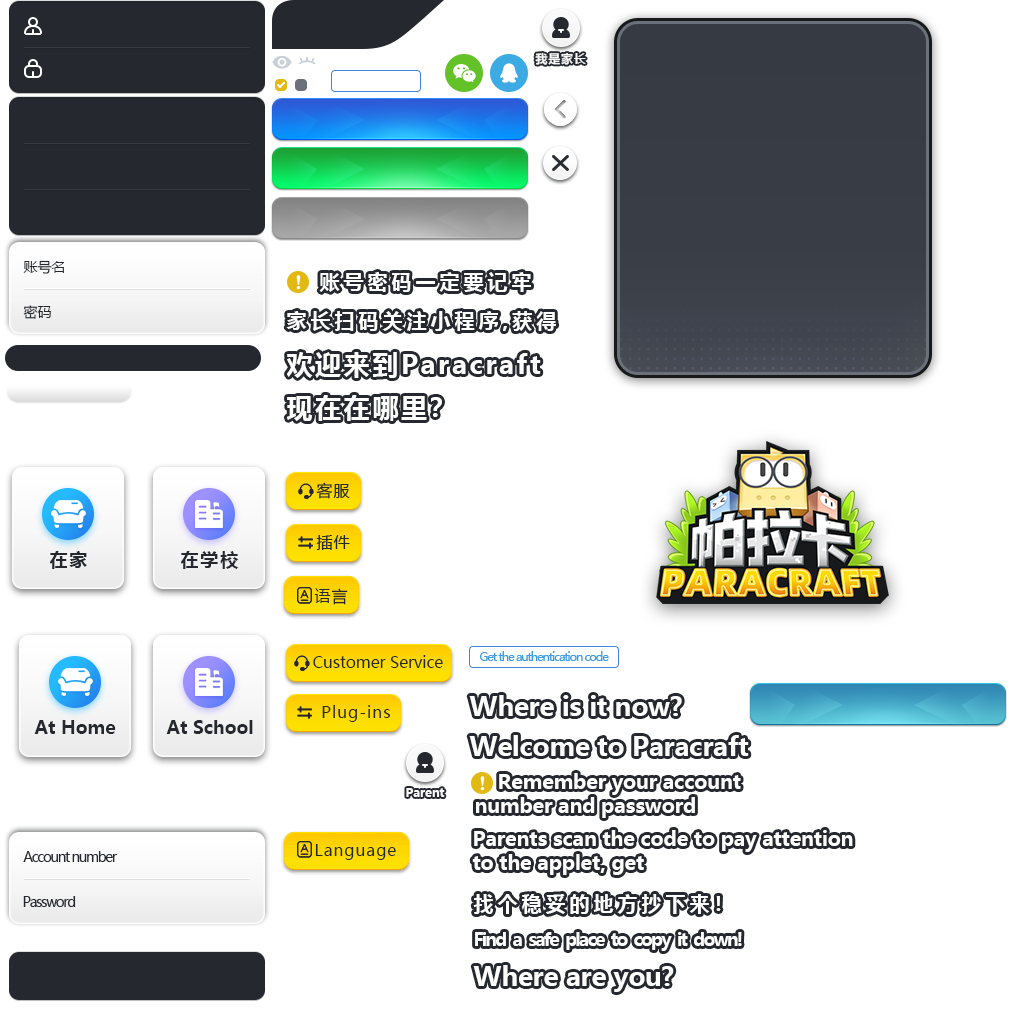 我是家长
账号名
密码
账号密码一定要记牢
家长扫码关注小程序,获得
欢迎来到Paracraft
现在在哪里?
在家
在学校
客服
插件
语言
帕拉卡
PARACRAFT
At Home
At School
Customer Service
Plug-ins
Parent
Get the authentication code
Where is it now?
Welcome to Paracraft
Remember your account
number and password
Account number
Password
Language
Parents scan the code to pay attention
to the applet, get
找个稳妥的地方抄下来!
Find a safe place to copy it down!
Where are you?